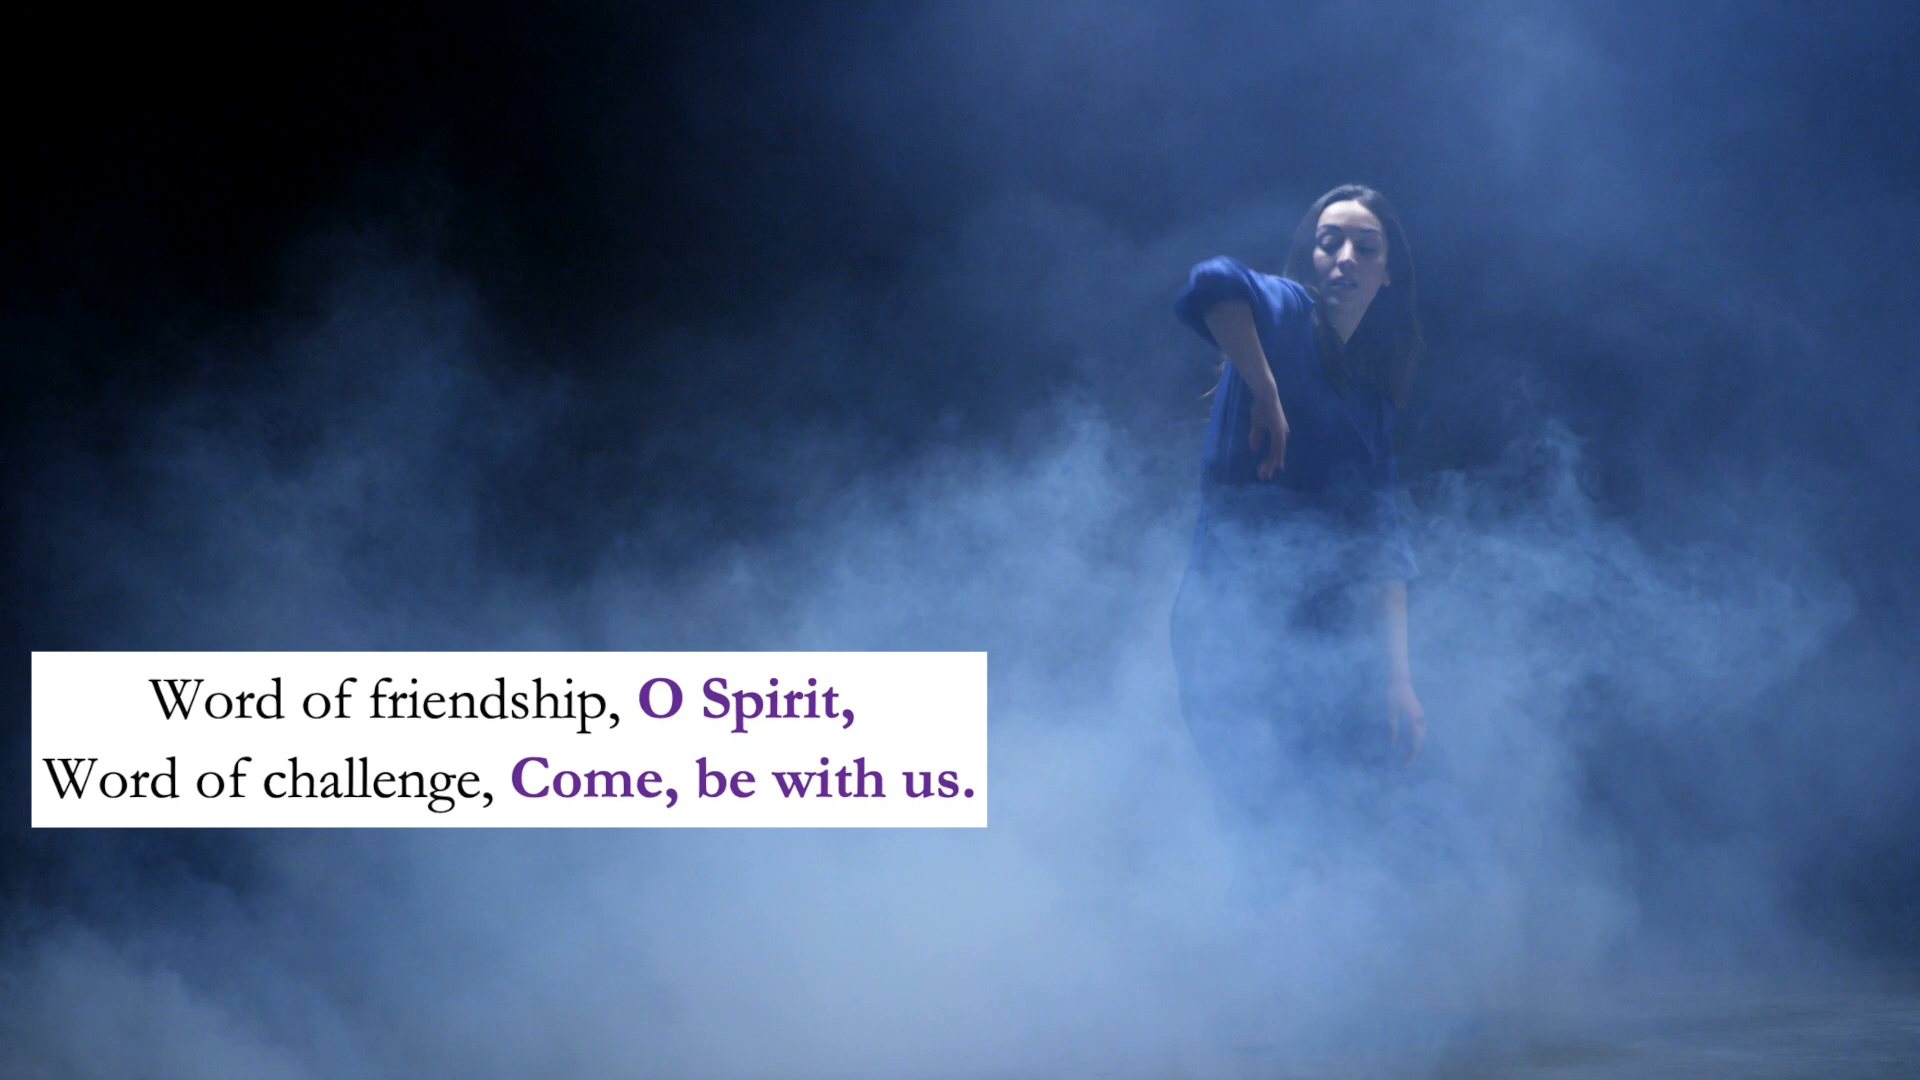 Word of friendship, O Spirit,
Word of challenge, Come, be with us.